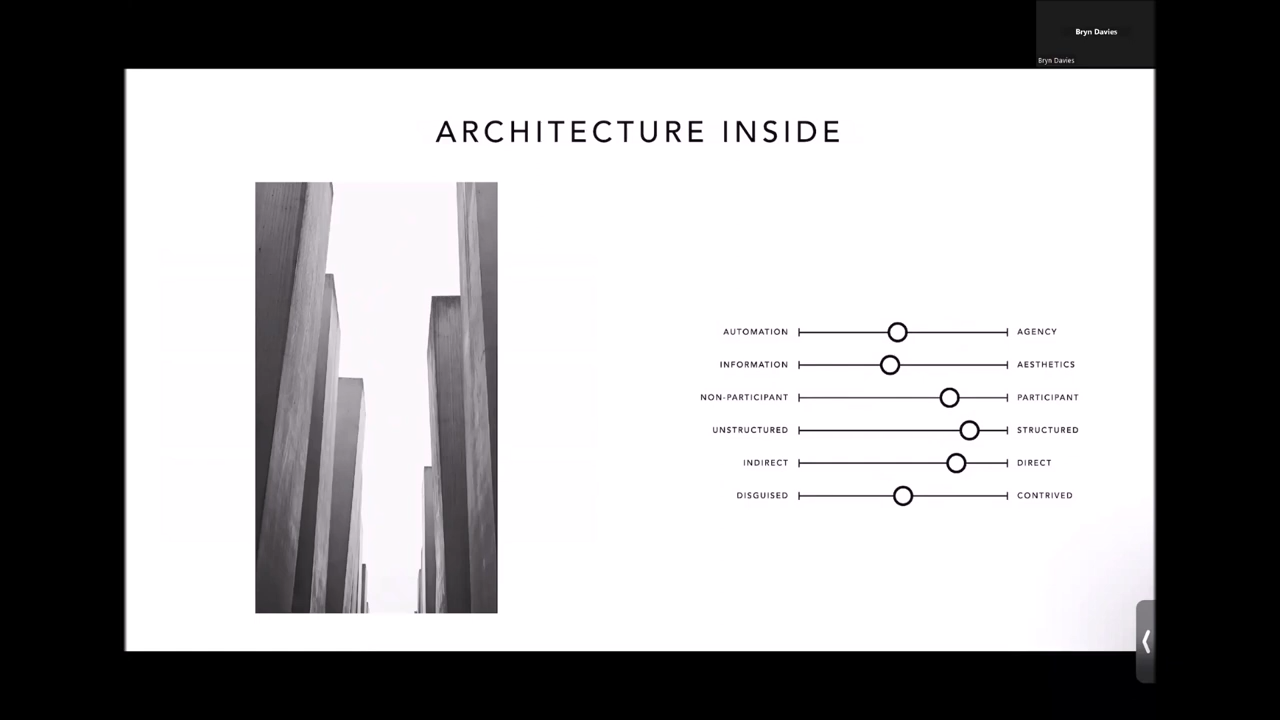 Bryn Davies
Bryn Davies
ARCHITECTURE INSIDE
AUTOMATION AGENCY
INFORMATION AESTHETICS
NON-PARTICIPANT PARTICIPANT
UNSTRUCTURED STRUCTURED
INDIRECT DIRECT
DISGUISED CONTRIVED